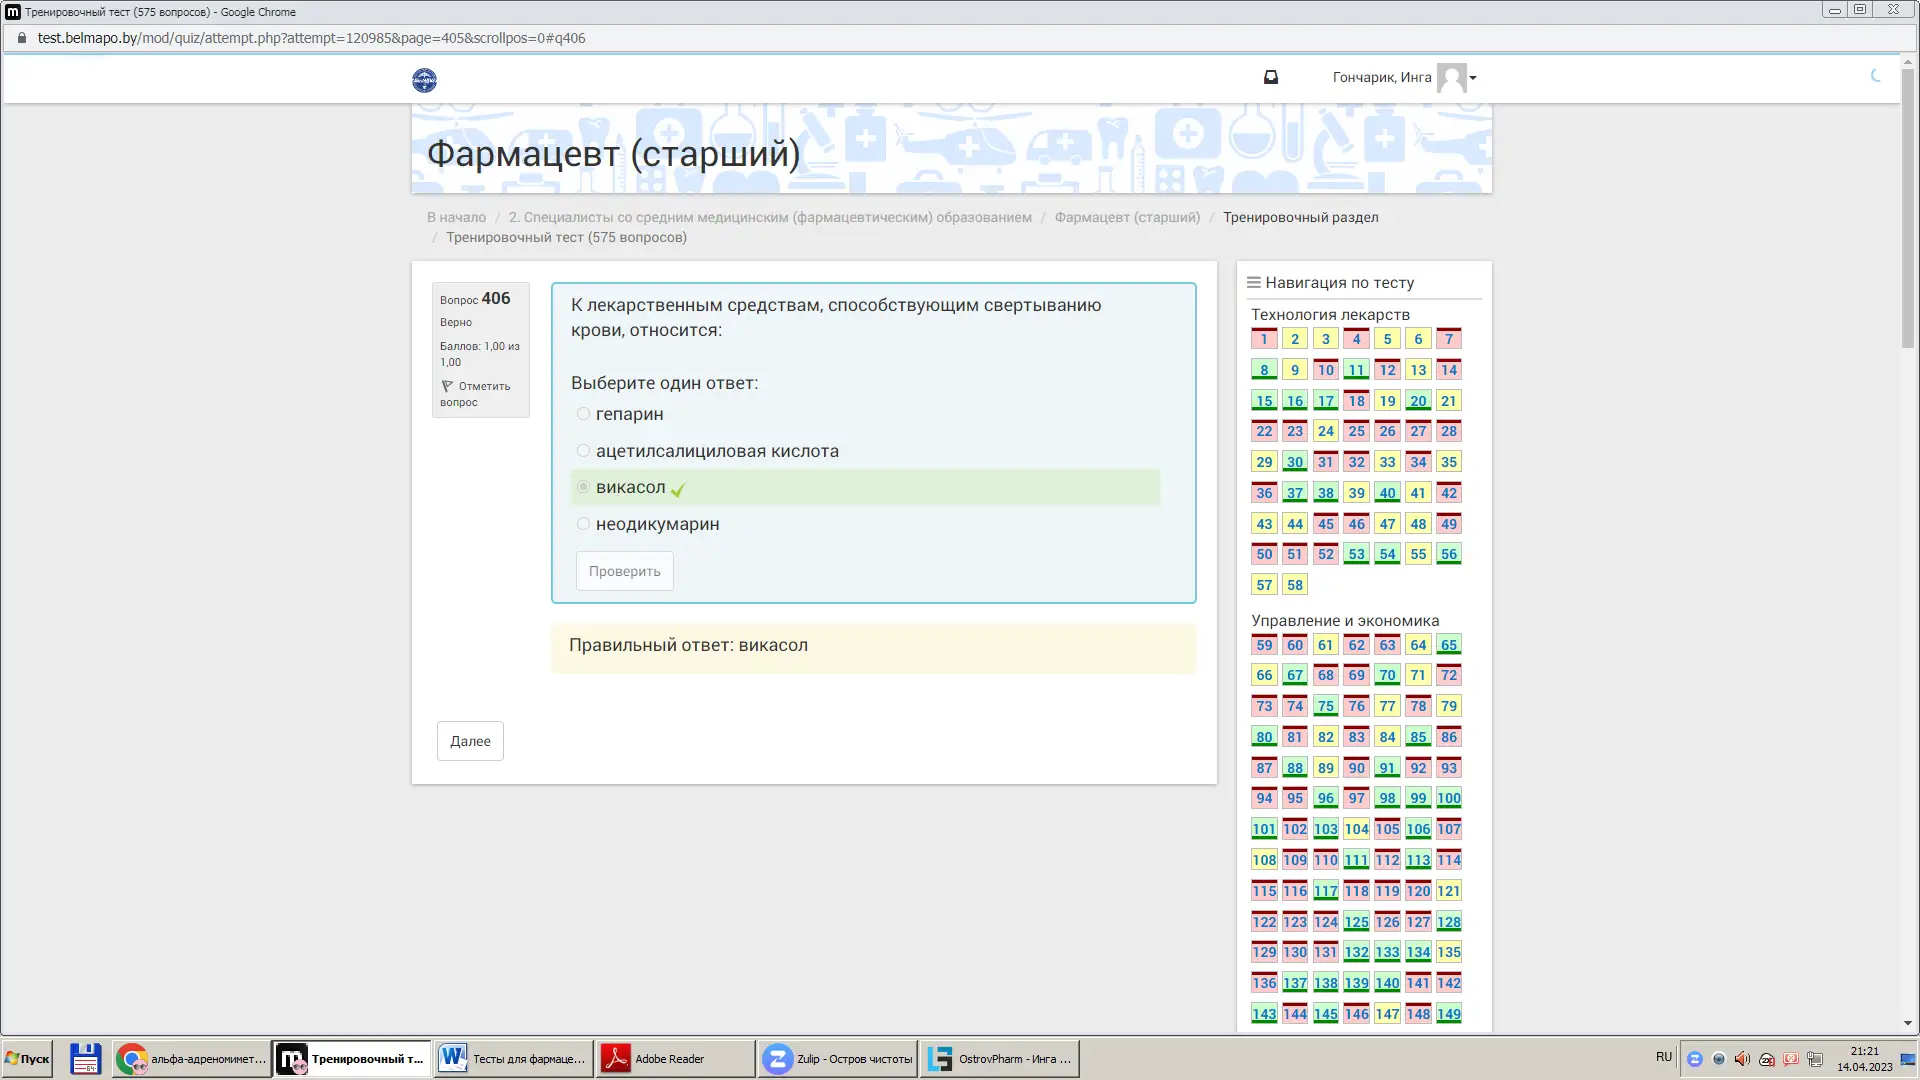 Тренировочный тест (575 вопросов) - Google Chrome
test.belmapo.by/mod/quiz/attempt.php?attempt=120985&page=405&scrollpos=0#q406
Гончарик, Инга
Фармацевт (старший)
В начало / 2. Специалисты со средним медицинским (фармацевтическим) образованием / Фармацевт (старший) / Тренировочный раздел
/ Тренировочный тест (575 вопросов)
Вопрос 406
Верно
Баллов: 1,00 из
1,00
Отметить
вопрос
К лекарственным средствам, способствующим свертыванию
крови, относится:
Выберите один ответ:
гепарин
ацетилсалициловая кислота
викасол
неодикумарин
Проверить
Правильный ответ: викасол
Далее
Навигация по тесту
Технология лекарств
1 2 3 4 5 6 7
8 9 10 11 12 13 14
15 16 17 18 19 20 21
22 23 24 25 26 27 28
29 30 31 32 33 34 35
36 37 38 39 40 41 42
43 44 45 46 47 48 49
50 51 52 53 54 55 56
57 58
Управление и экономика
59 60 61 62 63 64 65
66 67 68 69 70 71 72
73 74 75 76 77 78 79
80 81 82 83 84 85 86
87 88 89 90 91 92 93
94 95 96 97 98 99 100
101 102 103 104 105 106 107
108 109 110 111 112 113 114
115 116 117 118 119 120 121
122 123 124 125 126 127 128
129 130 131 132 133 134 135
136 137 138 139 140 141 142
143 144 145 146 147 148 149
Пуск
альфа-адреномимет...
Тренировочный т...
Тесты для фармаце...
Adobe Reader
Zulip - Остров чистоты
OstrovPharm - Инга ...
RU
21:21
14.04.2023